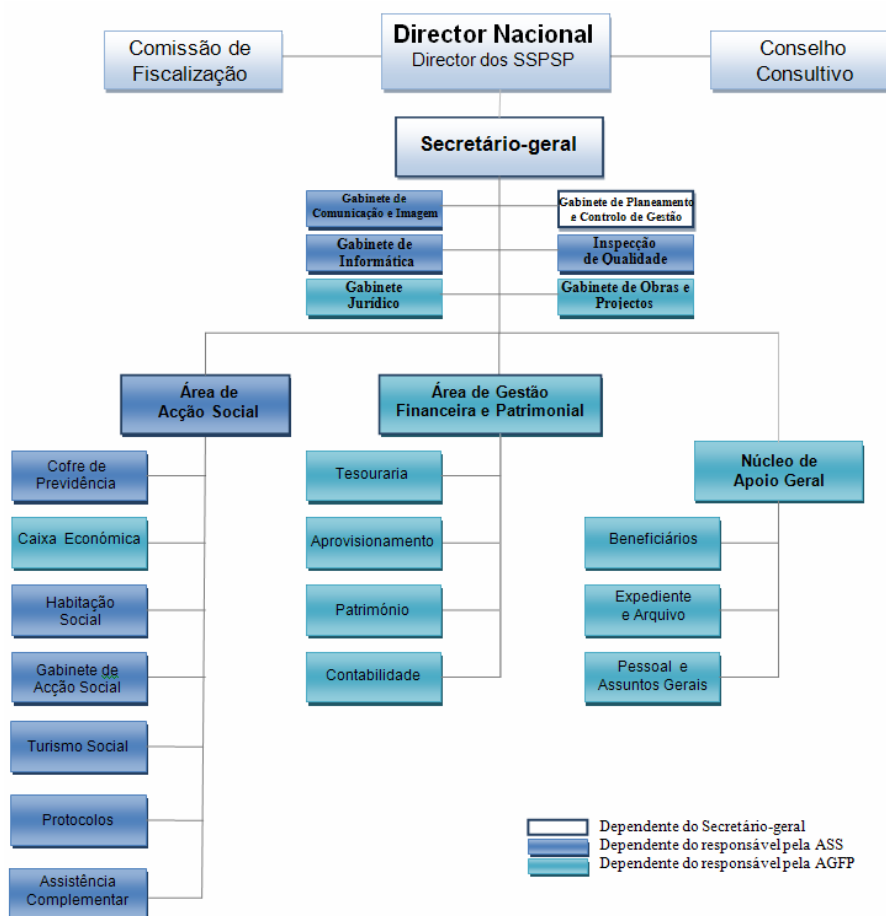 Comissão de
Fiscalização
Director Nacional
Director dos SSPSP
Conselho
Consultivo
Secretário-geral
Gabinete de
Comunicação e Imagem
Gabinete de Planeamento
e Controlo de Gestão
Gabinete de
Informática
Inspecção
de Qualidade
Gabinete
Jurídico
Gabinete de Obras e
Projectos
Área de
Acção Social
Área de Gestão
Financeira e Patrimonial
Núcleo de
Apoio Geral
Cofre de
Previdência
Caixa Económica
Habitação
Social
Gabinete de
Acção Social
Turismo Social
Protocolos
Assistência
Complementar
Tesouraria
Aprovisionamento
Património
Contabilidade
Beneficiários
Expediente
e Arquivo
Pessoal e
Assuntos Gerais
Dependente do Secretário-geral
Dependente do responsável pela ASS
Dependente do responsável pela AGFP